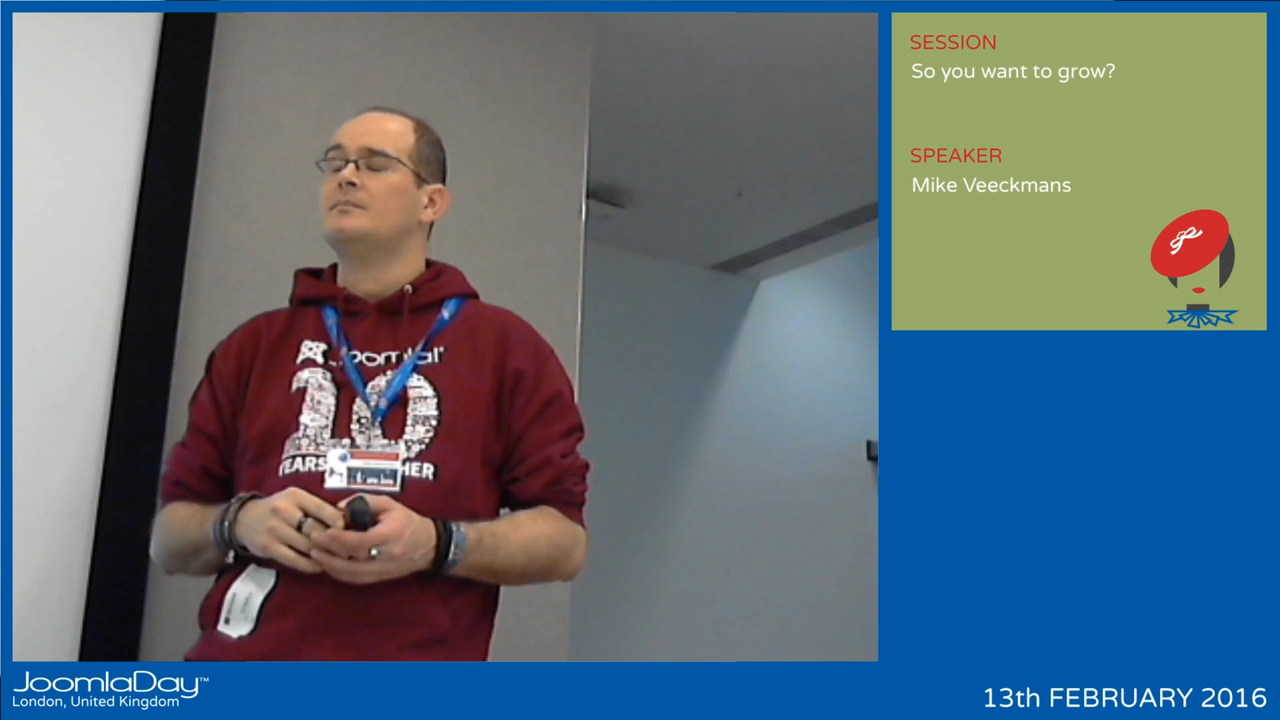 SESSION
So you want to grow?
SPEAKER
Mike Veeckmans
Joomla!
10
YEARS
HER
JoomlaDay™
London, United Kingdom
13th FEBRUARY 2016